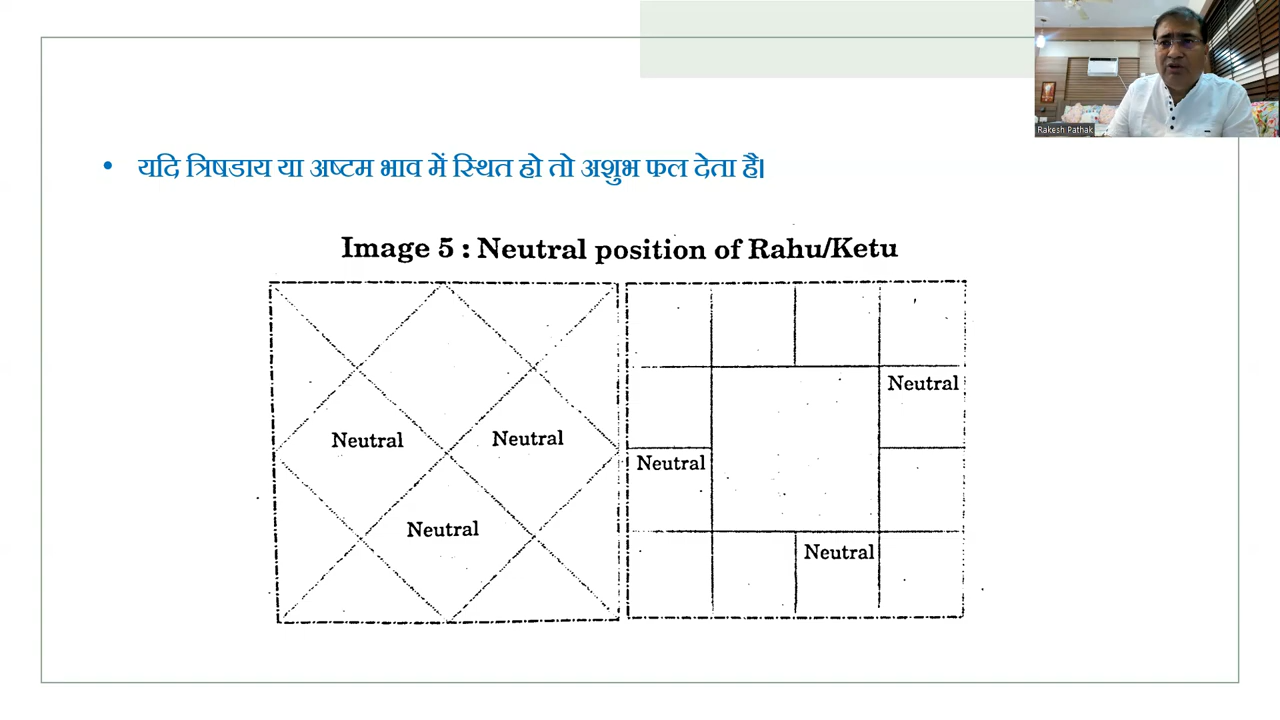 Rakesh Pathak
• यदि त्रिषडाय या अष्टम भाव में स्थित हो तो अशुभ फल देता है।
Image 5 : Neutral position of Rahu/Ketu
Neutral
Neutral
Neutral
Neutral
Neutral
Neutral